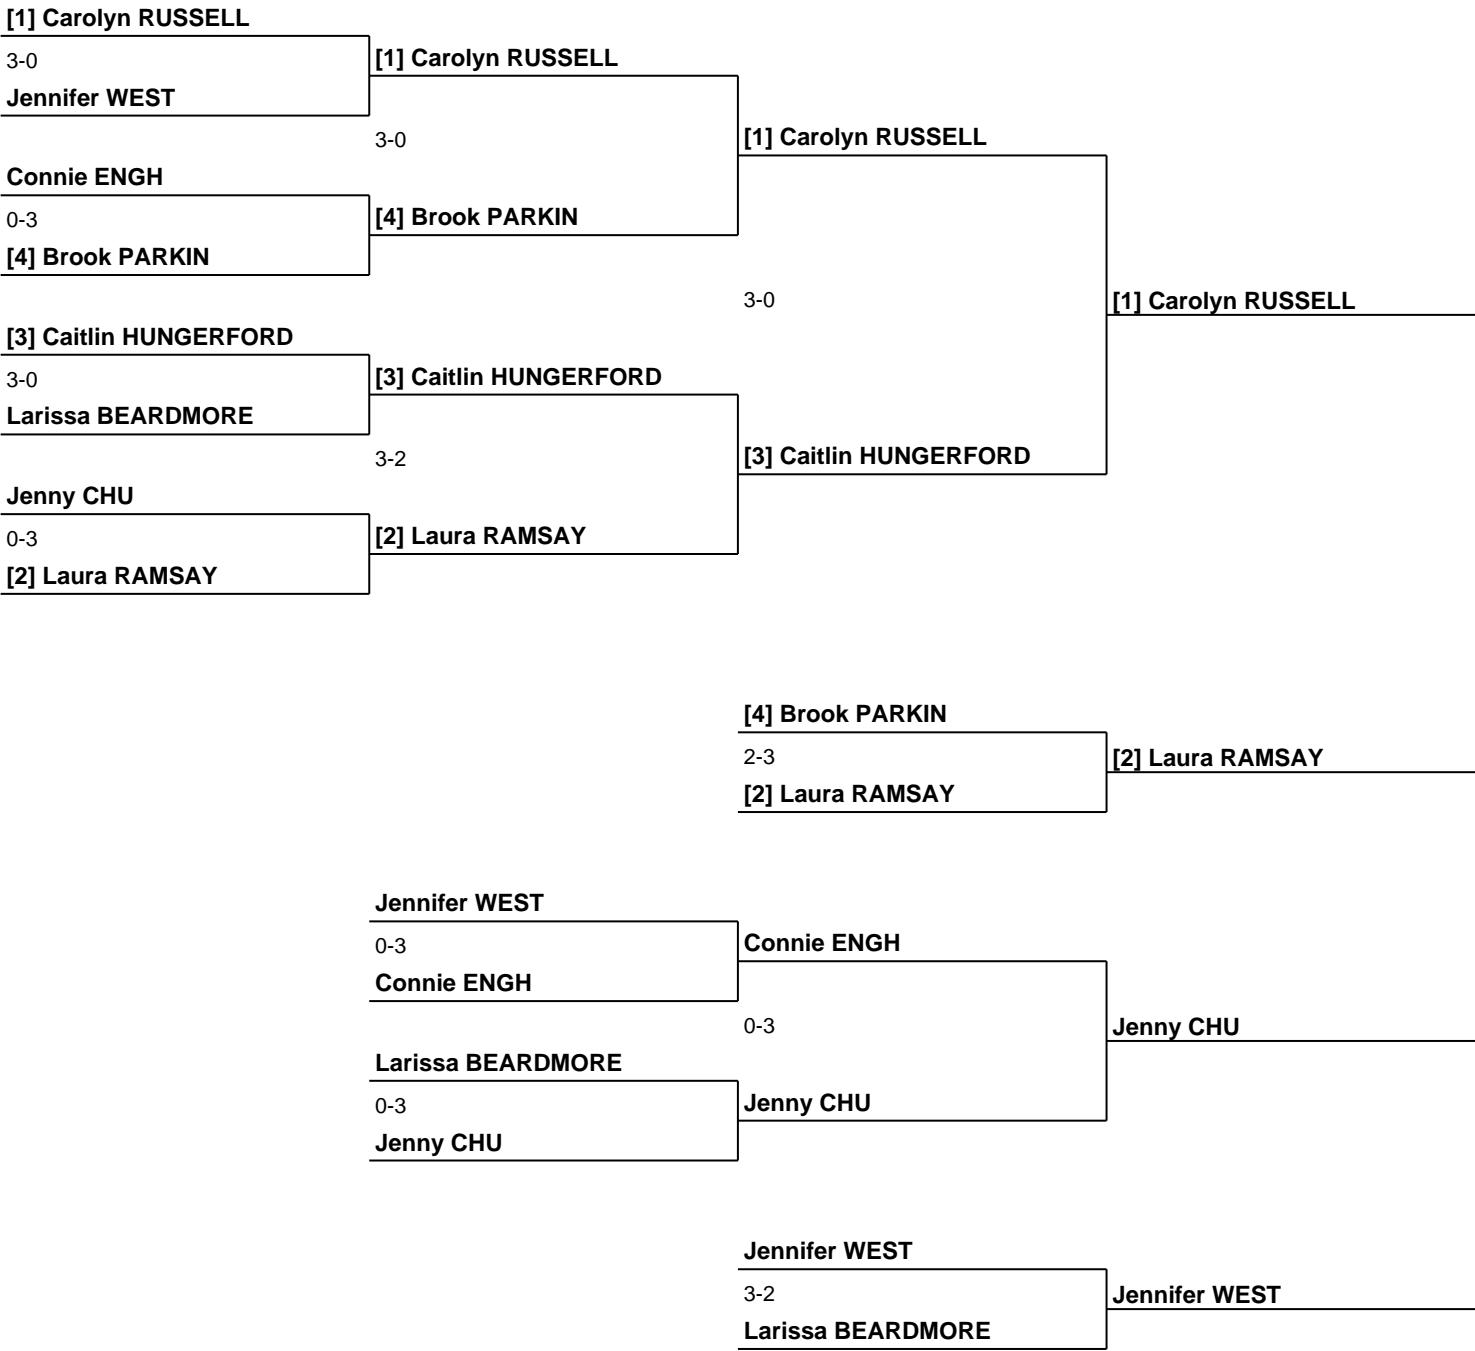 [1] Carolyn RUSSELL
3-0
[1] Carolyn RUSSELL
Jennifer WEST
3-0
[1] Carolyn RUSSELL
Connie ENGH
0-3
[4] Brook PARKIN
[4] Brook PARKIN
3-0
[1] Carolyn RUSSELL
[3] Caitlin HUNGERFORD
3-0
[3] Caitlin HUNGERFORD
Larissa BEARDMORE
3-2
[3] Caitlin HUNGERFORD
Jenny CHU
0-3
[2] Laura RAMSAY
[2] Laura RAMSAY
[4] Brook PARKIN
2-3
[2] Laura RAMSAY
[2] Laura RAMSAY
Jennifer WEST
0-3
Connie ENGH
Connie ENGH
0-3
Jenny CHU
Larissa BEARDMORE
0-3
Jenny CHU
Jenny CHU
Jennifer WEST
3-2
Jennifer WEST
Larissa BEARDMORE